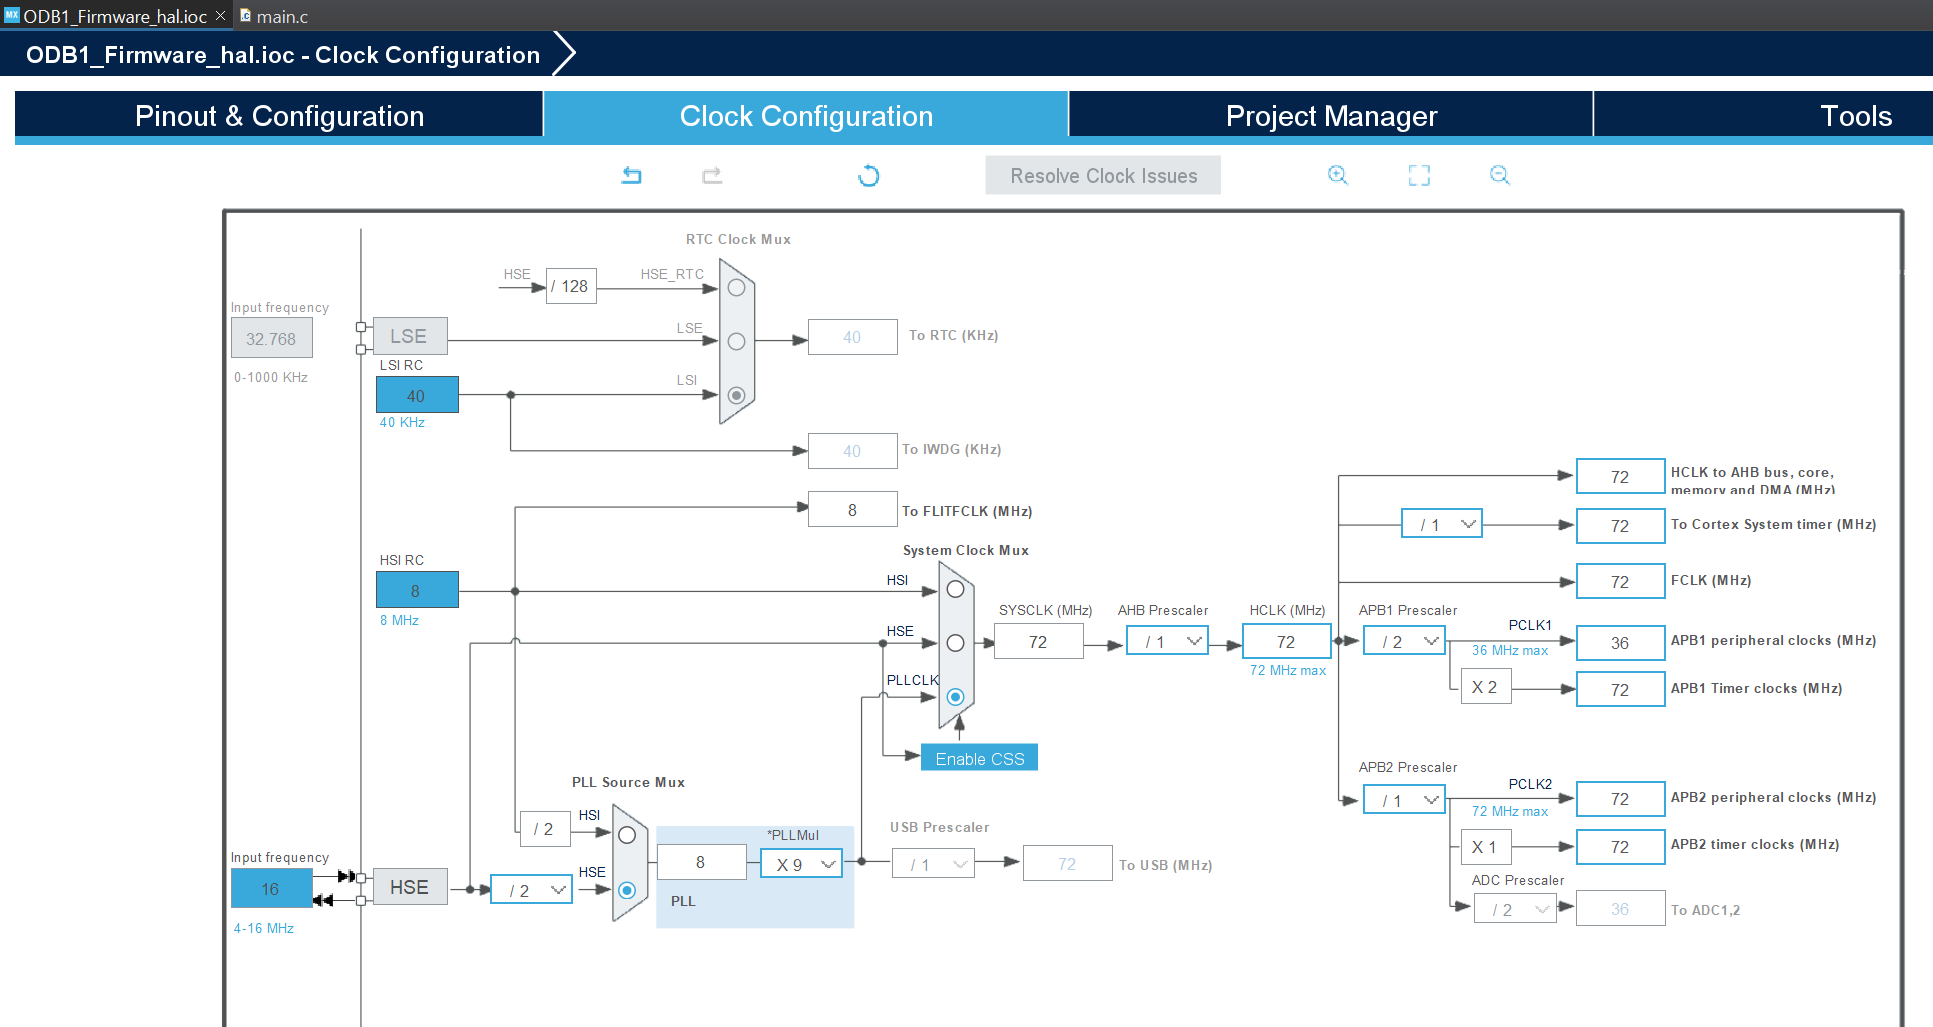 MX ODB1_Firmware_hal.ioc × main.c
ODB1_Firmware_hal.ioc - Clock Configuration
Pinout & Configuration
Clock Configuration
Project Manager
Tools
Resolve Clock Issues
RTC Clock Mux
HSE
/ 128
HSE_RTC
Input frequency
32.768
0-1000 KHz
LSE
LSE
40
To RTC (KHz)
LSI RC
40
40 KHz
LSI
40
To IWDG (KHz)
8
To FLITFCLK (MHz)
HSI RC
8
8 MHz
System Clock Mux
HSI
HSE
PLLCLK
SYSCLK (MHz)
72
AHB Prescaler
/ 1
HCLK (MHz)
72
72 MHz max
Enable CSS
72
HCLK to AHB bus, core,
memory and DMA (MHz)
/ 1
72
To Cortex System timer (MHz)
72
FCLK (MHz)
APB1 Prescaler
/ 2
PCLK1
36 MHz max
36
APB1 peripheral clocks (MHz)
X 2
72
APB1 Timer clocks (MHz)
APB2 Prescaler
/ 1
PCLK2
72 MHz max
72
APB2 peripheral clocks (MHz)
X 1
72
APB2 timer clocks (MHz)
ADC Prescaler
/ 2
36
To ADC1,2
PLL Source Mux
/ 2
HSI
Input frequency
16
4-16 MHz
HSE
/ 2
HSE
8
*PLLMul
X 9
PLL
USB Prescaler
/ 1
72
To USB (MHz)